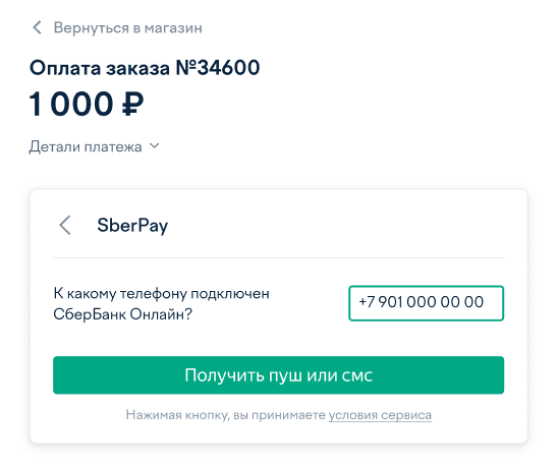 Вернуться в магазин
Оплата заказа №34600
1 000 ₽
Детали платежа
SberPay
К какому телефону подключен
СберБанк Онлайн?
+7 901 000 00 00
Получить пуш или смс
Нажимая кнопку, вы принимаете условия сервиса